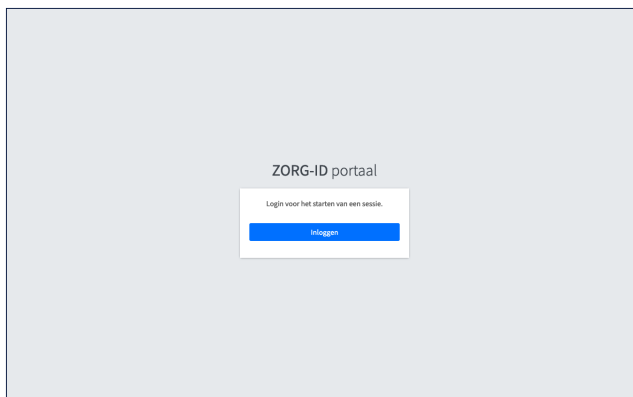 ZORG-ID portaal
Login voor het starten van een sessie.
Inloggen